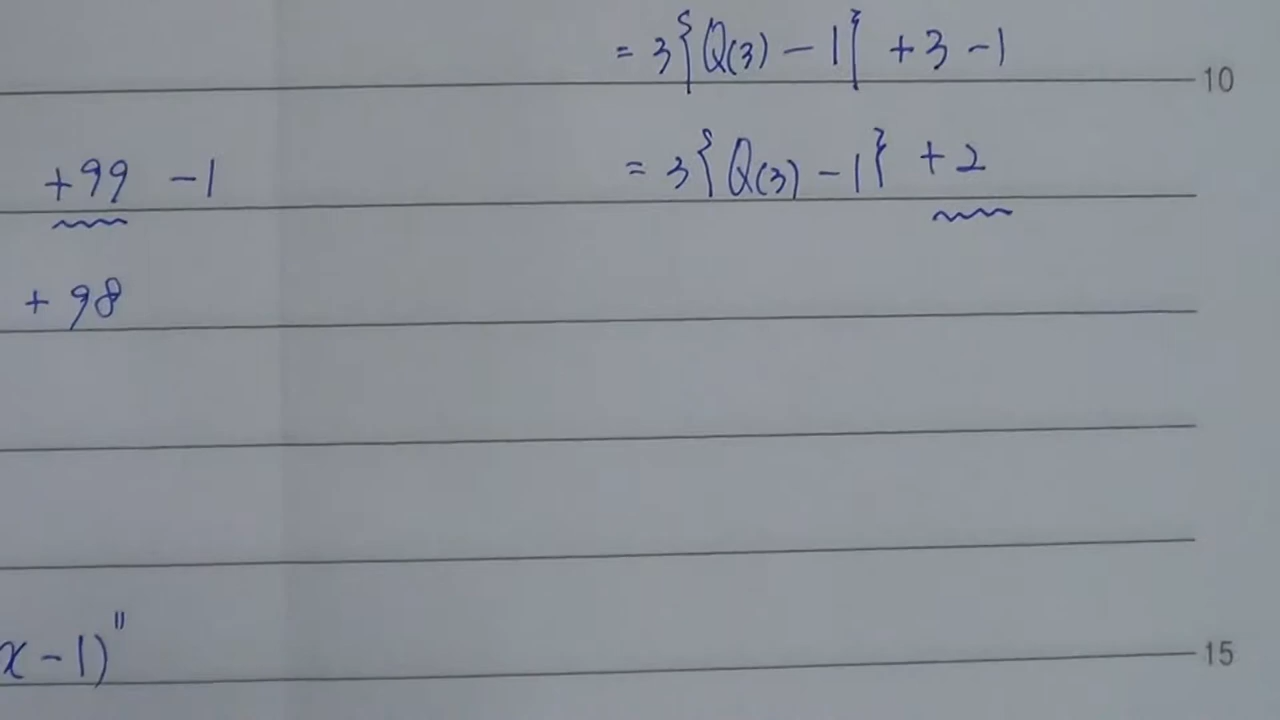 = 3{Q(3) - 1} + 3 - 1
10
+99 - 1
= 3{Q(3) - 1} + 2
+ 98
x - 1)"
15